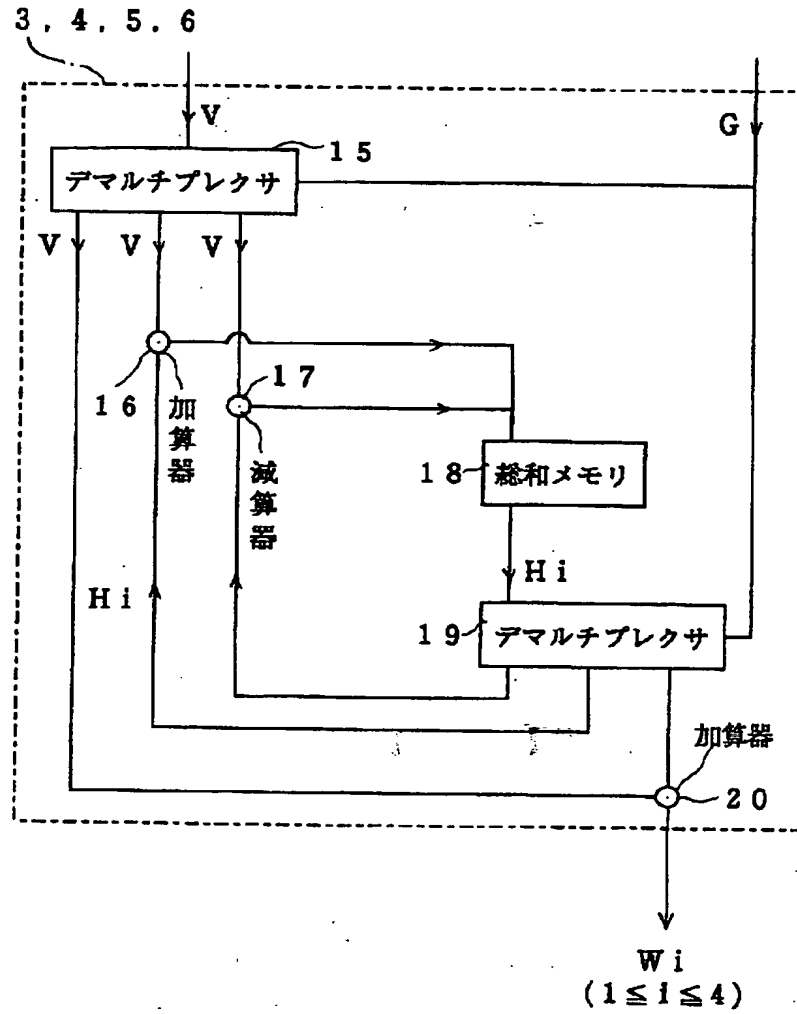 3,4,5.6
V
G
15
デマルチプレクサ
V V V
16
加算器
17
減算器
18
総和メモリ
Hi
Hi
19
デマルチプレクサ
加算器
20
Wi
(1≦i≦4)